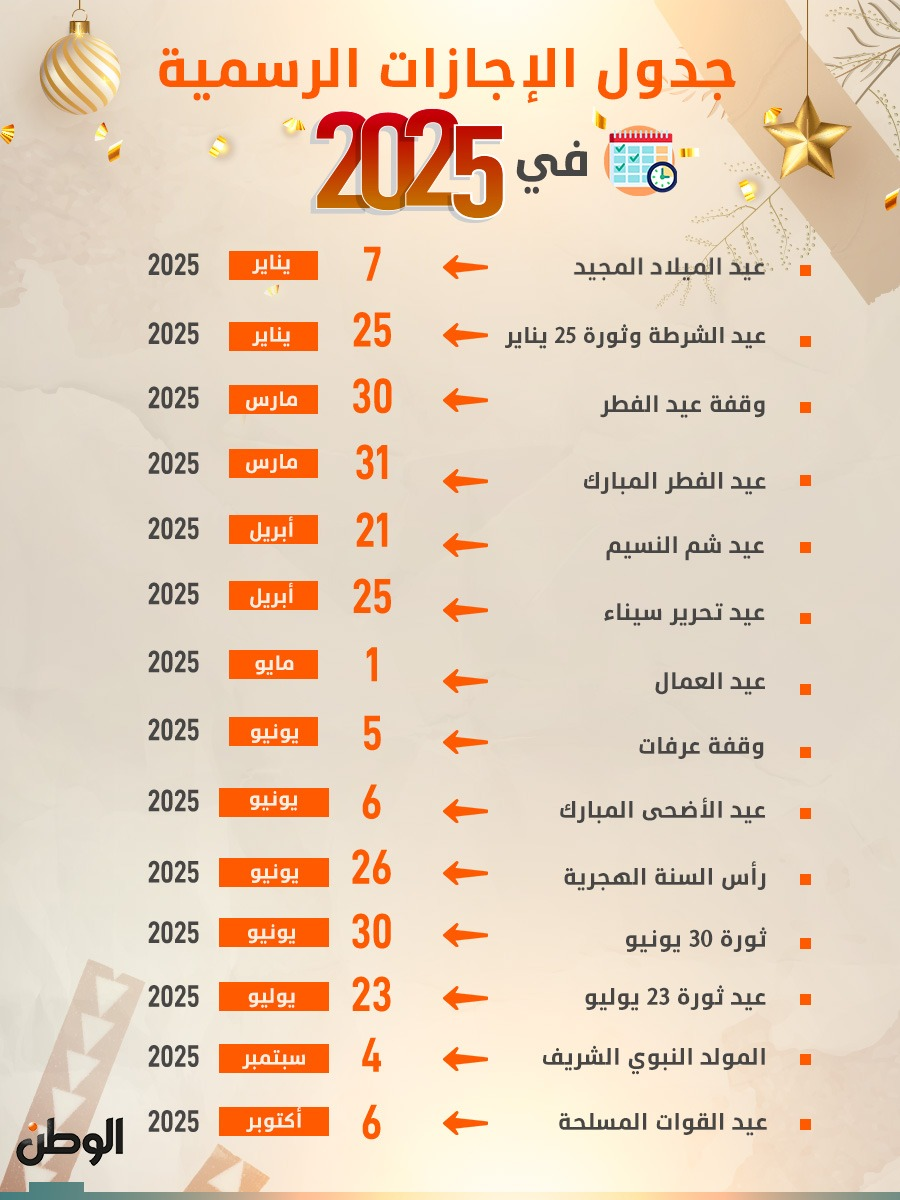 جدول الإجازات الرسمية
في 2025
عيد الميلاد المجيد 7 يناير 2025
عيد الشرطة وثورة 25 يناير 25 يناير 2025
وقفة عيد الفطر 30 مارس 2025
عيد الفطر المبارك 31 مارس 2025
عيد شم النسيم 21 أبريل 2025
عيد تحرير سيناء 25 أبريل 2025
عيد العمال 1 مايو 2025
وقفة عرفات 5 يونيو 2025
عيد الأضحى المبارك 6 يونيو 2025
رأس السنة الهجرية 26 يونيو 2025
ثورة 30 يونيو 30 يونيو 2025
عيد ثورة 23 يوليو 23 يوليو 2025
المولد النبوي الشريف 4 سبتمبر 2025
عيد القوات المسلحة 6 أكتوبر 2025
الوطن